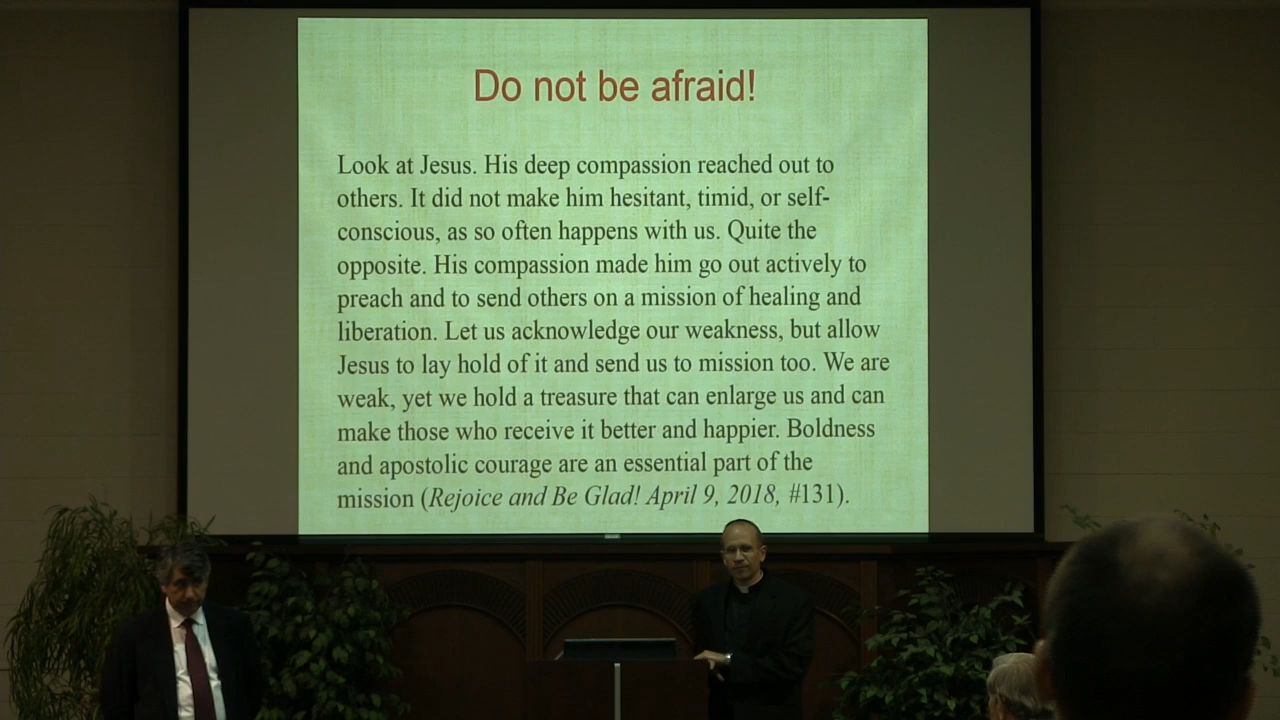 Do not be afraid!
Look at Jesus. His deep compassion reached out to
others. It did not make him hesitant, timid, or self-
conscious, as so often happens with us. Quite the
opposite. His compassion made him go out actively to
preach and to send others on a mission of healing and
liberation. Let us acknowledge our weakness, but allow
Jesus to lay hold of it and send us to mission too. We are
weak, yet we hold a treasure that can enlarge us and can
make those who receive it better and happier. Boldness
and apostolic courage are an essential part of the
mission (Rejoice and Be Glad! April 9, 2018, #131).